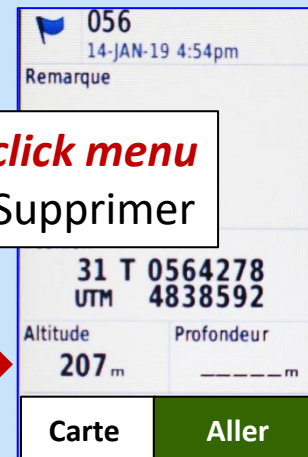 056
14-JAN-19 4:54pm
Remarque
click menu
Supprimer
31 T 0564278
UTM 4838592
Altitude
Profondeur
207 m
_____m
Carte
Aller